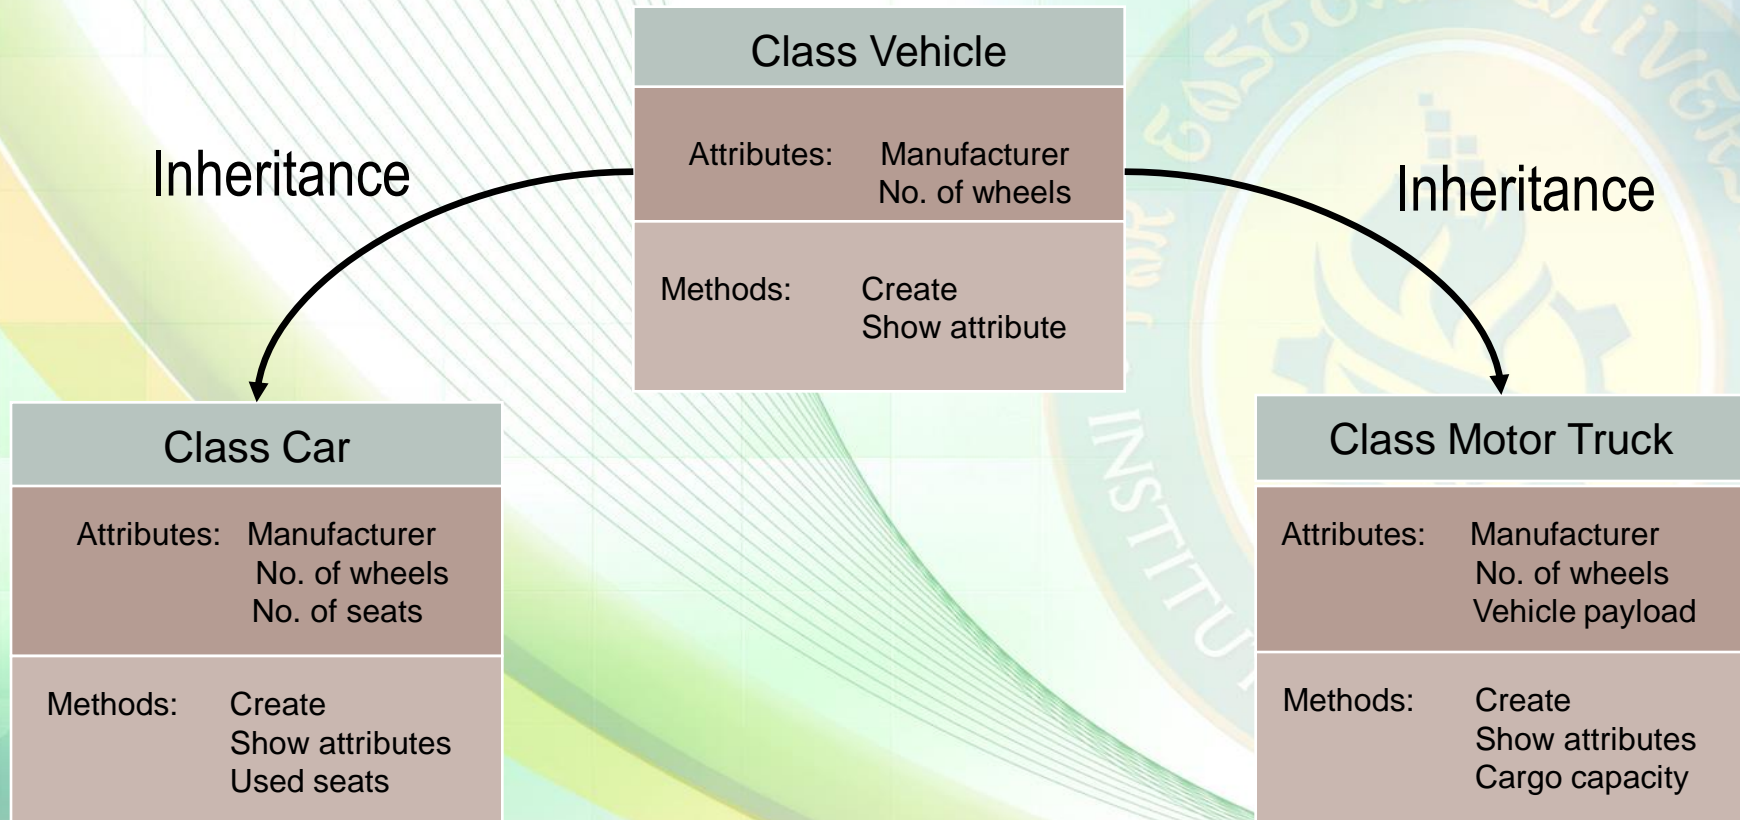 Class Vehicle
Attributes: Manufacturer
No. of wheels
Methods: Create
Show attribute
Inheritance
Inheritance
Class Car
Attributes: Manufacturer
No. of wheels
No. of seats
Methods: Create
Show attributes
Used seats
Class Motor Truck
Attributes: Manufacturer
No. of wheels
Vehicle payload
Methods: Create
Show attributes
Cargo capacity